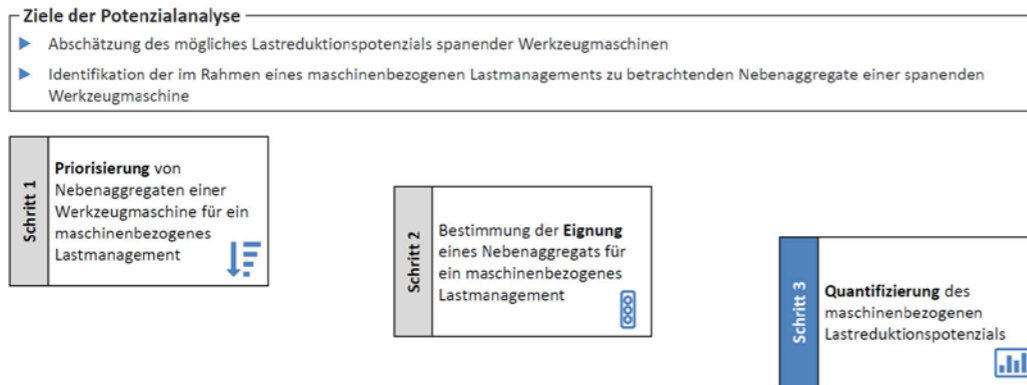 Ziele der Potenzialanalyse
Abschätzung des mögliches Lastreduktionspotenzials spanender Werkzeugmaschinen
Identifikation der im Rahmen eines maschinenbezogenen Lastmanagements zu betrachtenden Nebenaggregate einer spanenden
Werkzeugmaschine
Schritt 1
Priorisierung von
Nebenaggregaten einer
Werkzeugmaschine für ein
maschinenbezogenes
Lastmanagement
Schritt 2
Bestimmung der Eignung
eines Nebenaggregats für
ein maschinenbezogenes
Lastmanagement
Schritt 3
Quantifizierung des
maschinenbezogenen
Lastreduktionspotenzials